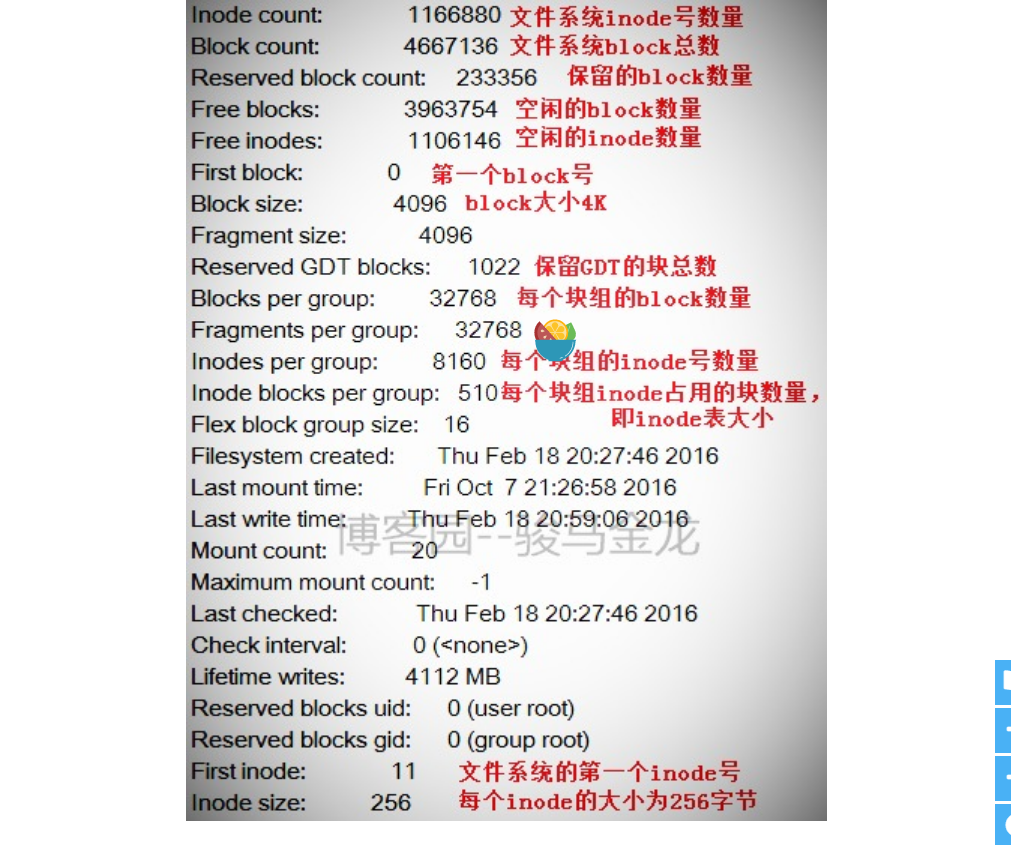 Inode count: 1166880 文件系统inode号数量
Block count: 4667136 文件系统block总数
Reserved block count: 233356 保留的block数量
Free blocks: 3963754 空闲的block数量
Free inodes: 1106146 空闲的inode数量
First block: 0 第一个block号
Block size: 4096 block大小4K
Fragment size: 4096
Reserved GDT blocks: 1022 保留GDT的块总数
Blocks per group: 32768 每个块组的block数量
Fragments per group: 32768
Inodes per group: 8160 每个块组的inode号数量
Inode blocks per group: 510每个块组inode占用的块数量，
即inode表大小
Flex block group size: 16
Filesystem created: Thu Feb 18 20:27:46 2016
Last mount time: Fri Oct 7 21:26:58 2016
Last write time: Thu Feb 18 20:59:06 2016
博客园--骏马金龙
Mount count: 20
Maximum mount count: -1
Last checked: Thu Feb 18 20:27:46 2016
Check interval: 0 (<none>)
Lifetime writes: 4112 MB
Reserved blocks uid: 0 (user root)
Reserved blocks gid: 0 (group root)
First inode: 11 文件系统的第一个inode号
Inode size: 256 每个inode的大小为256字节